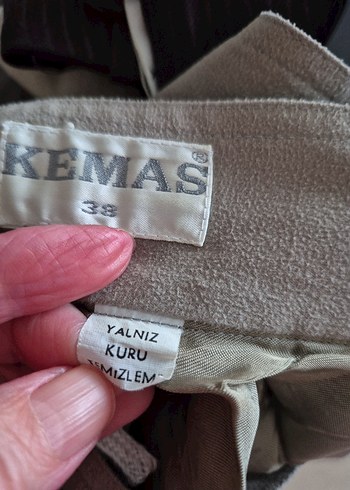 KEMAS®
38
YALNIZ
KURU